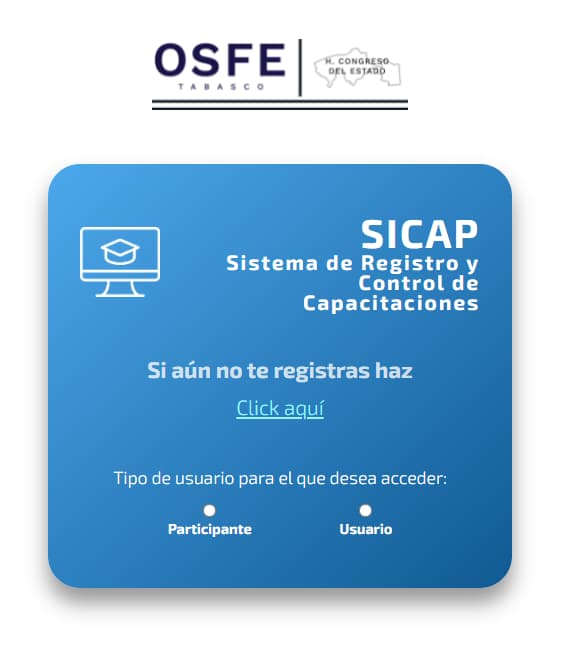 OSFE
TABASCO
H. CONGRESO
DEL ESTADO
SICAP
Sistema de Registro y
Control de
Capacitaciones
Si aún no te registras haz
Click aquí
Tipo de usuario para el que desea acceder:
Participante
Usuario